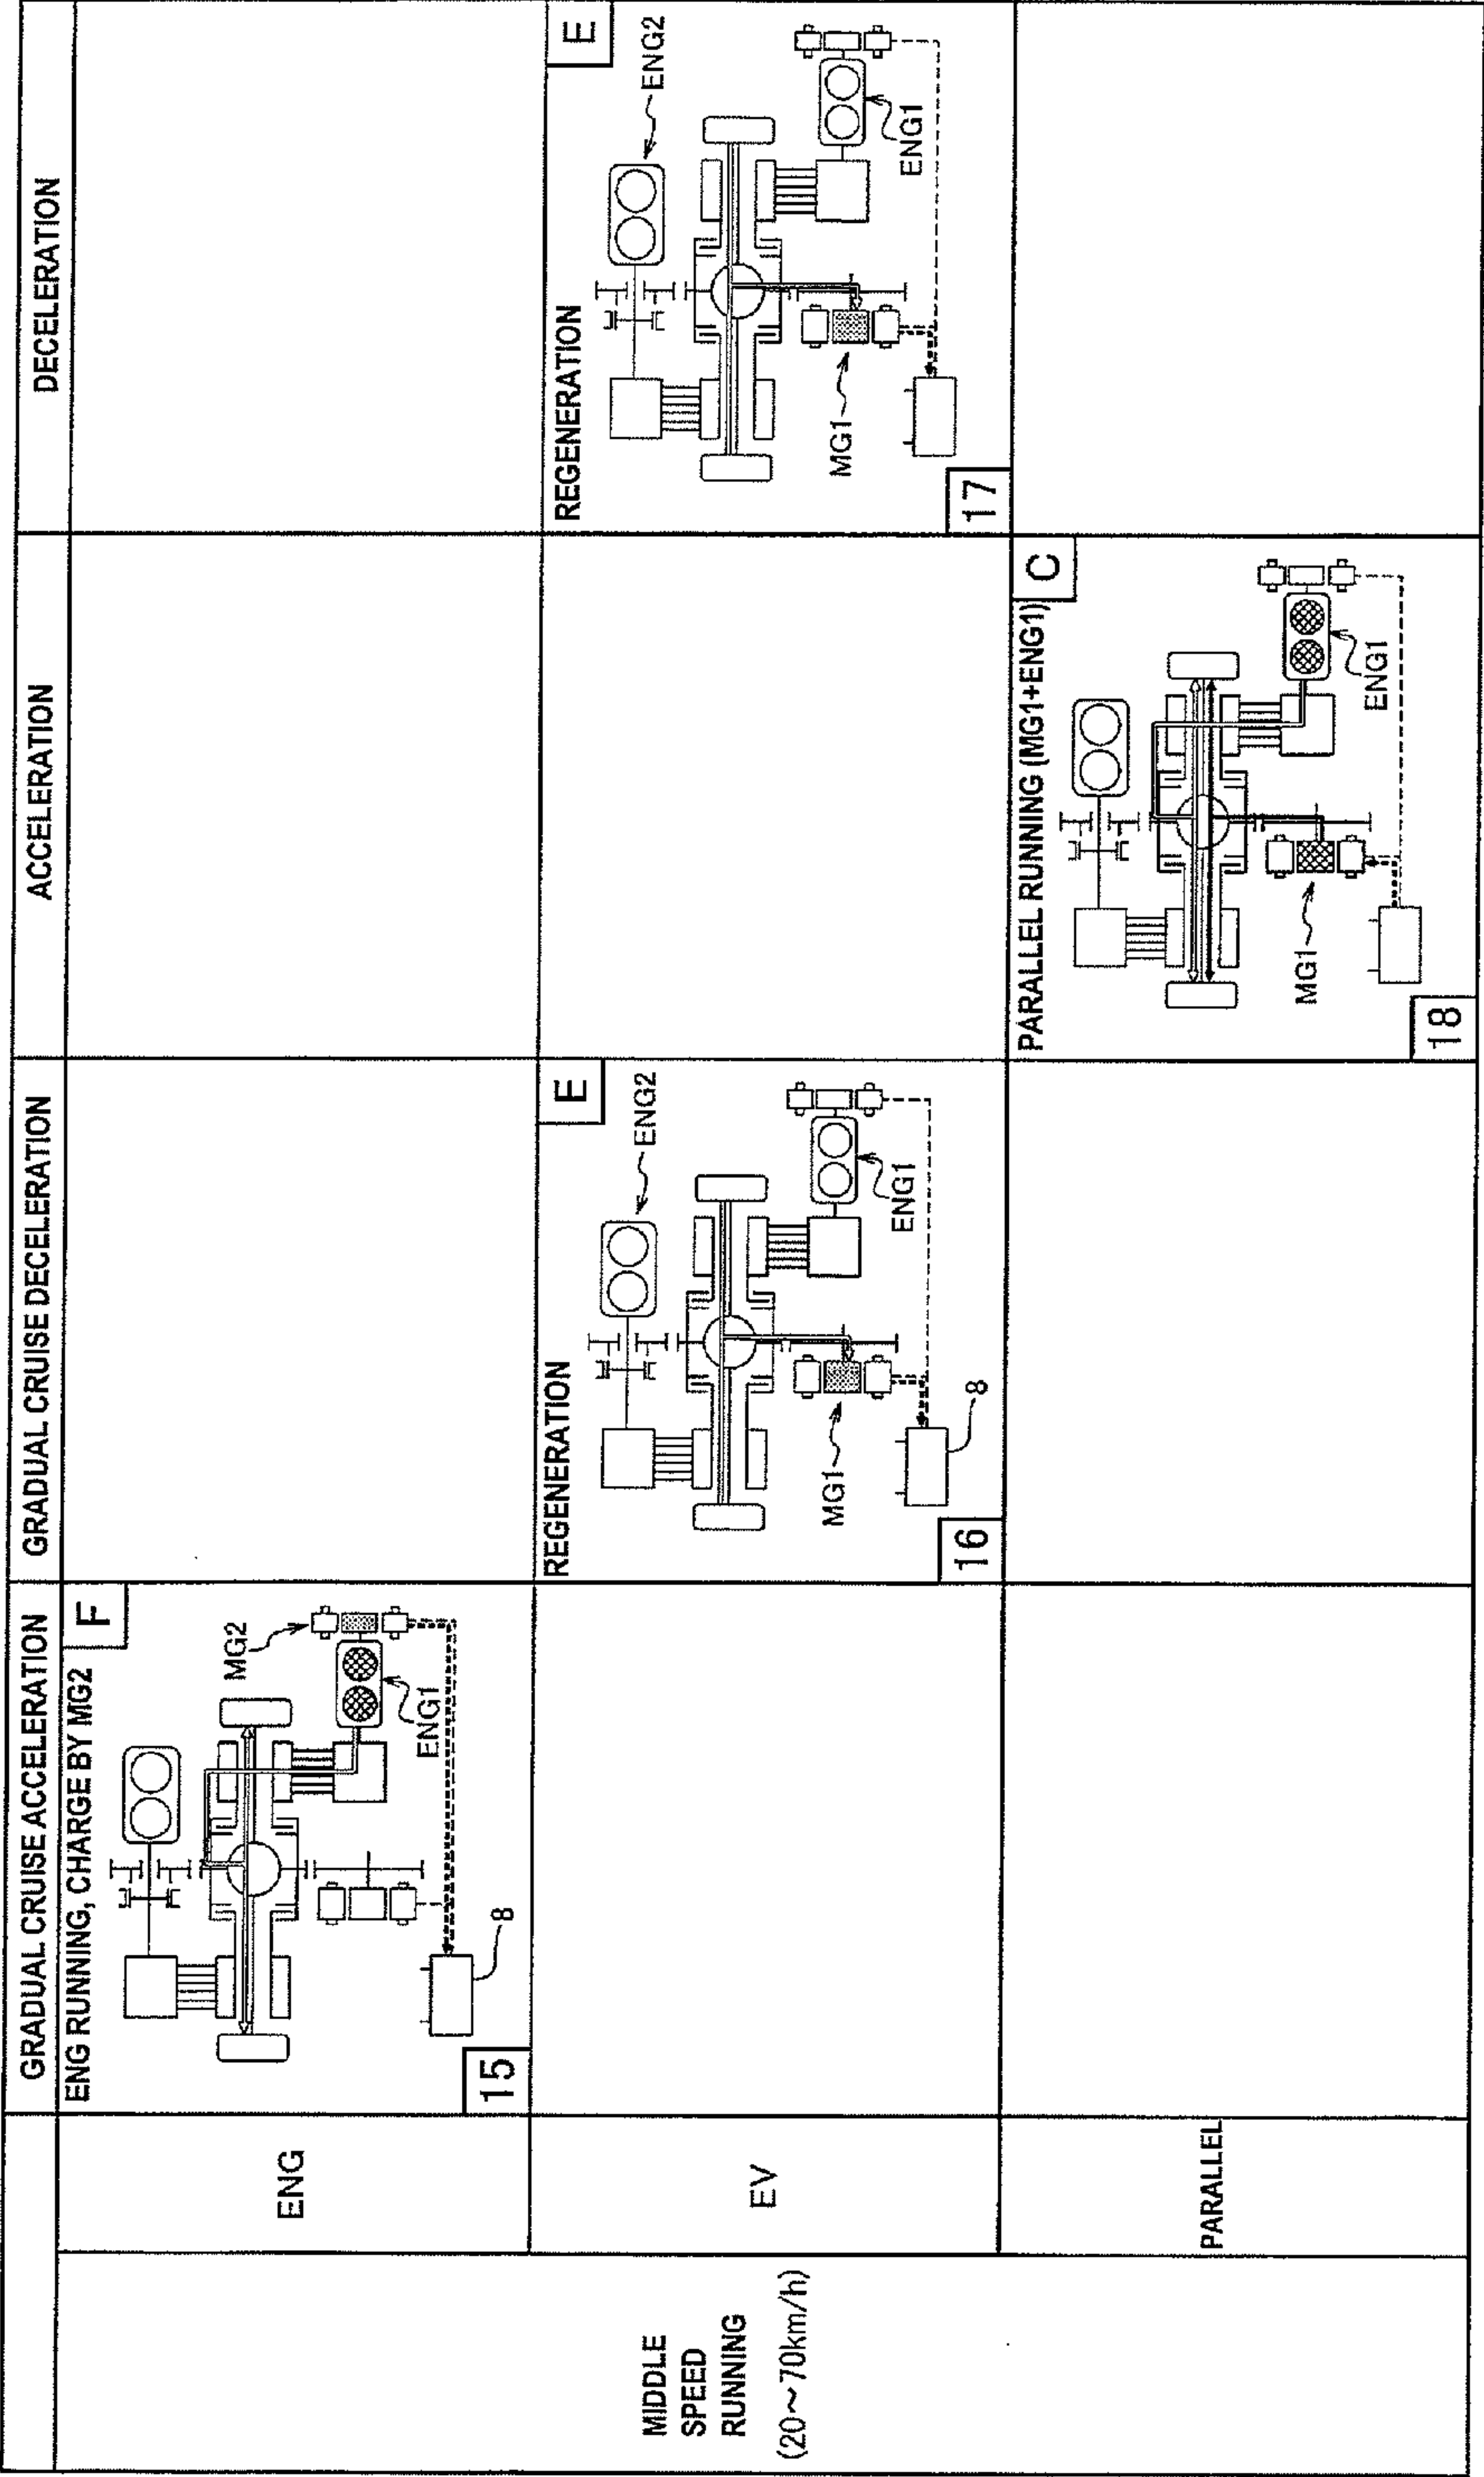 GRADUAL CRUISE ACCELERATION
GRADUAL CRUISE DECELERATION
ACCELERATION
DECELERATION
MIDDLE
SPEED
RUNNING
(20~70km/h)
ENG
ENG RUNNING, CHARGE BY MG2
F
MG2
ENG1
8
15
EV
REGENERATION
E
ENG2
ENG1
MG1
8
16
REGENERATION
E
ENG2
ENG1
MG1
17
PARALLEL
PARALLEL RUNNING (MG1+ENG1)
C
ENG1
MG1
18